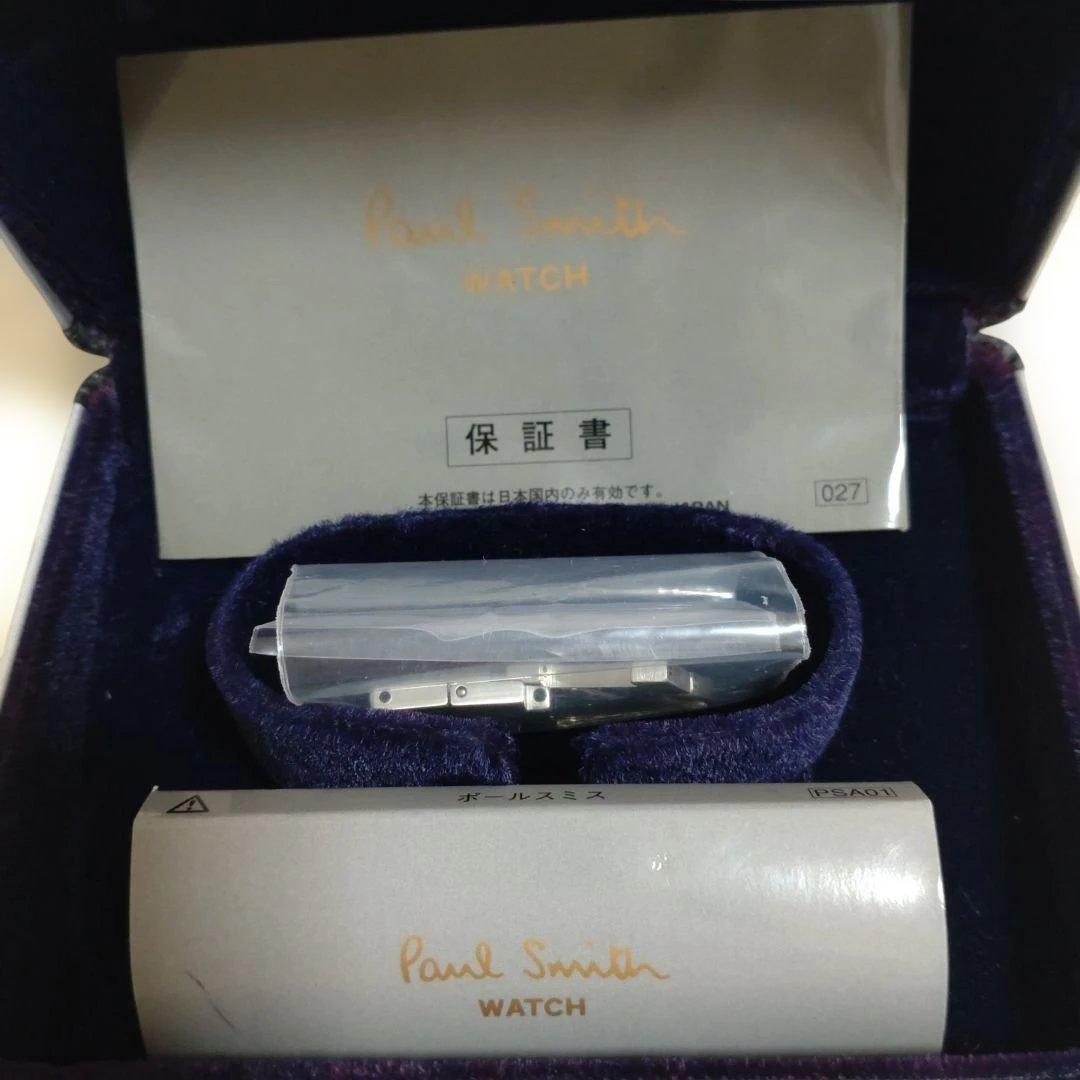 Paul Smith
WATCH
保証書
本保証書は日本国内のみ有効です。
027
JAPAN
ポールスミス
PSA01
Paul Smith
WATCH